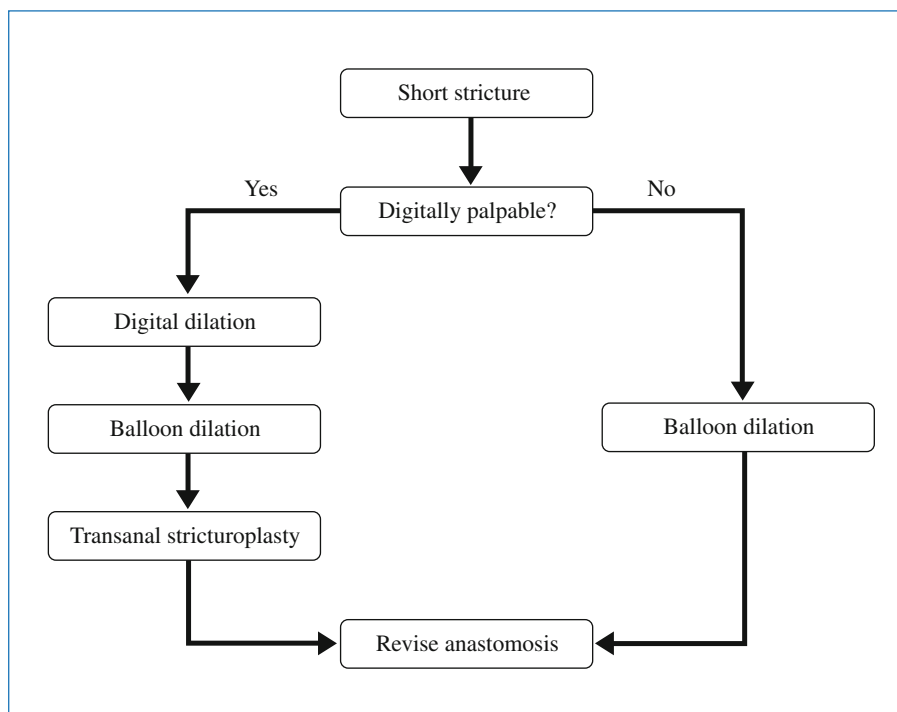 Short stricture
Yes
No
Digitally palpable?
Digital dilation
Balloon dilation
Balloon dilation
Transanal stricturoplasty
Revise anastomosis